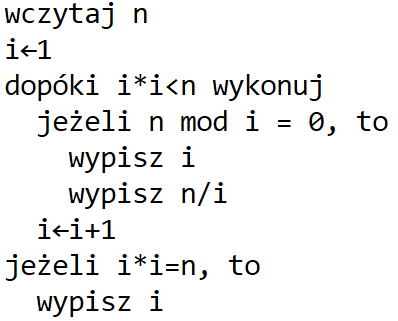 wczytaj n
i←1
dopóki i*i<n wykonuj
  jeżeli n mod i = 0, to
    wypisz i
    wypisz n/i
  i←i+1
jeżeli i*i=n, to
  wypisz i